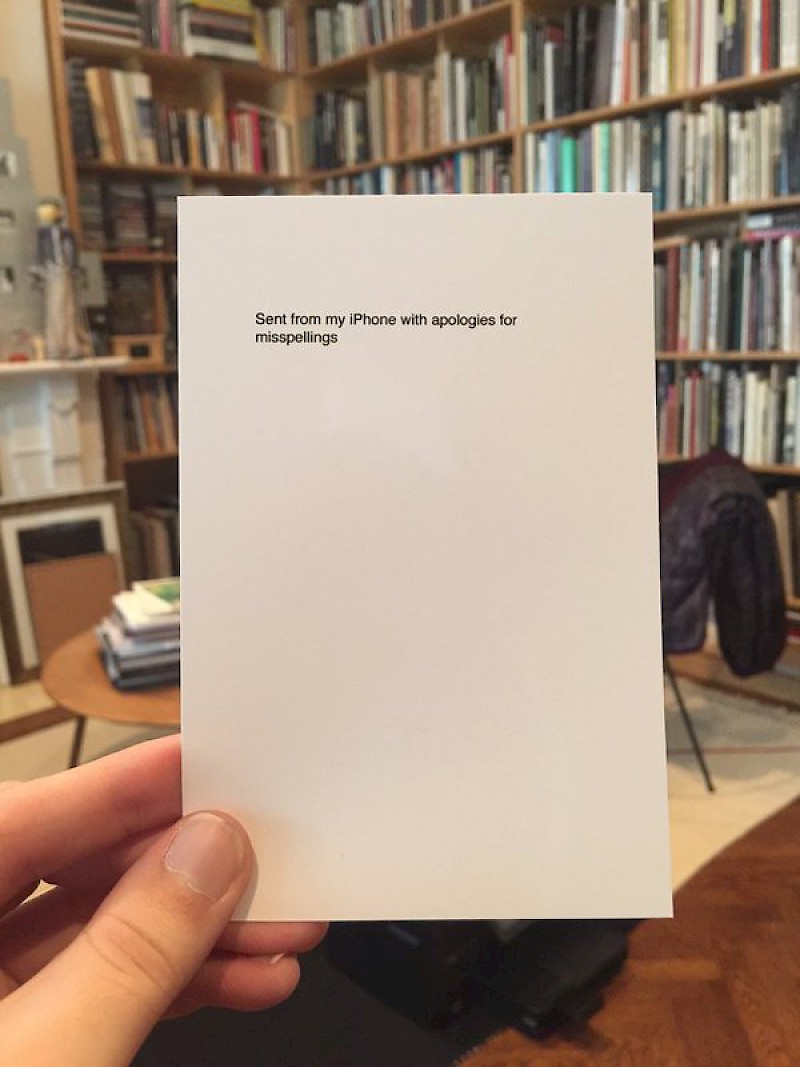 Sent from my iPhone with apologies for
misspellings